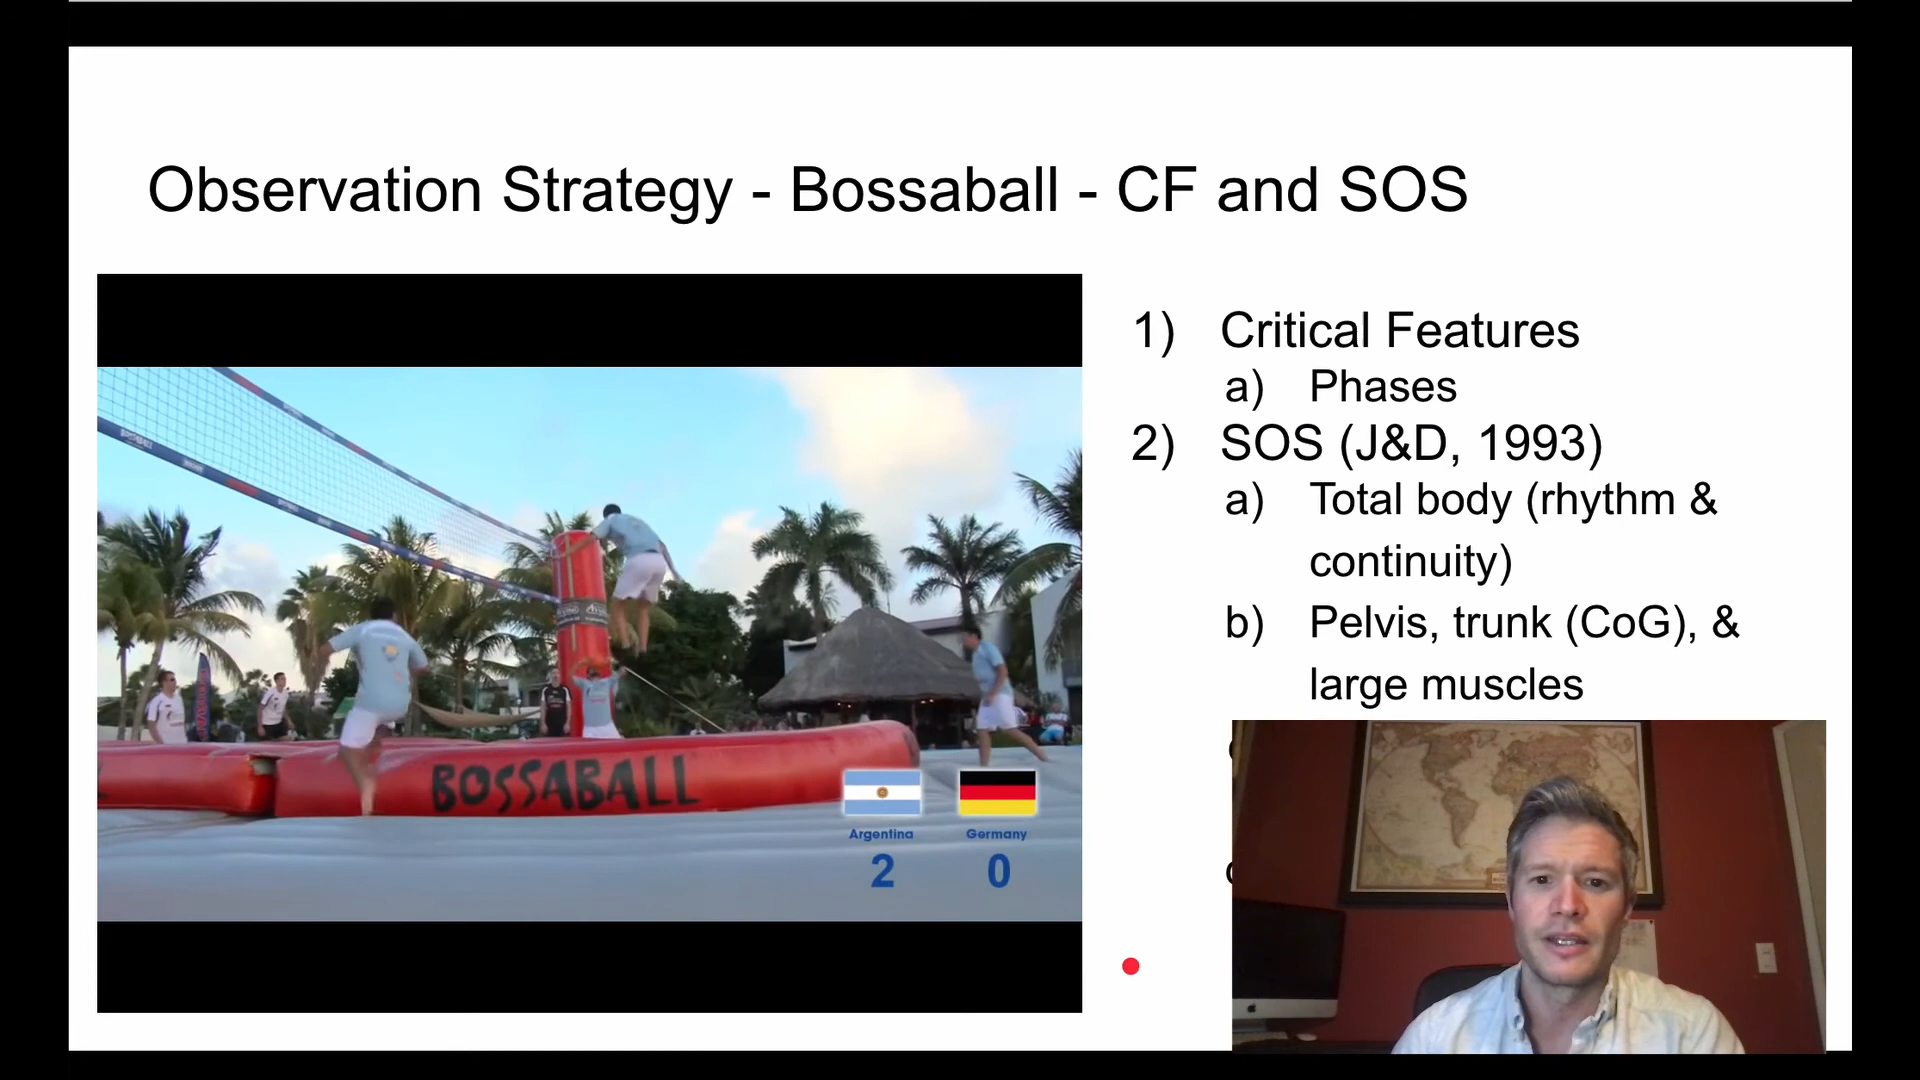 Observation Strategy - Bossaball - CF and SOS
1) Critical Features
a) Phases
2) SOS (J&D, 1993)
a) Total body (rhythm &
continuity)
b) Pelvis, trunk (CoG), &
large muscles
BOSSABALL
Argentina Germany
2 0